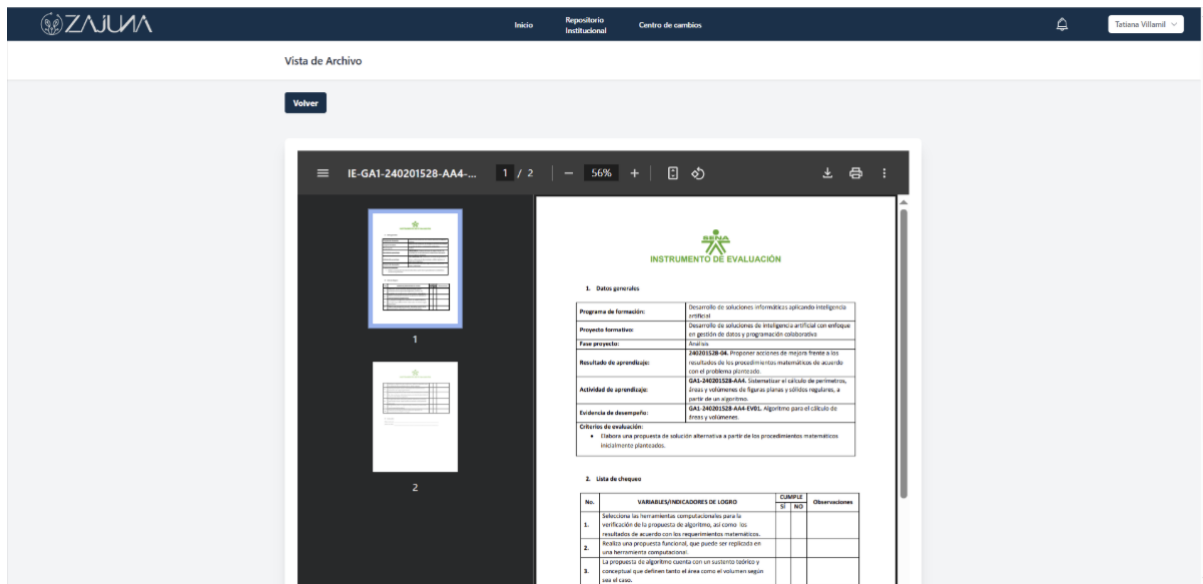 ZAJUNA
Inicio
Repositorio
Institucional
Centro de cambios
Tatiana Villamil
Vista de Archivo
Volver
IE-GA1-240201528-AA4-...
1 / 2
56%
1
2
SENA
INSTRUMENTO DE EVALUACIÓN
1. Datos generales
Programa de formación:
Desarrollo de soluciones informáticas aplicando inteligencia
artificial
Proyecto formativo:
Desarrollo de soluciones de inteligencia artificial con enfoque
en gestión de datos y programación colaborativa
Fase proyecto:
Análisis
Resultado de aprendizaje:
240201528-04. Proponer acciones de mejora frente a los
resultados de los procedimientos matemáticos de acuerdo
con el problema planteado.
Actividad de aprendizaje:
GA1-240201528-AA4. Sistematizar el cálculo de perímetros,
áreas y volúmenes de figuras planas y sólidos regulares, a
partir de un algoritmo.
Evidencia de desempeño:
GA1-240201528-AA4-EV01. Algoritmo para el cálculo de
áreas y volúmenes.
Criterios de evaluación:
• Elabora una propuesta de solución alternativa a partir de los procedimientos matemáticos
inicialmente planteados.
2. Lista de chequeo
No.
VARIABLES/INDICADORES DE LOGRO
CUMPLE
SÍ NO
Observaciones
1.
Selecciona las herramientas computacionales para la
verificación de la propuesta de algoritmo, así como los
resultados de acuerdo con los requerimientos matemáticos.
2.
Realiza una propuesta funcional, que puede ser replicada en
una herramienta computacional.
3.
La propuesta de algoritmo cuenta con un sustento teórico y
conceptual que definen tanto el área como el volumen según
sea el caso.